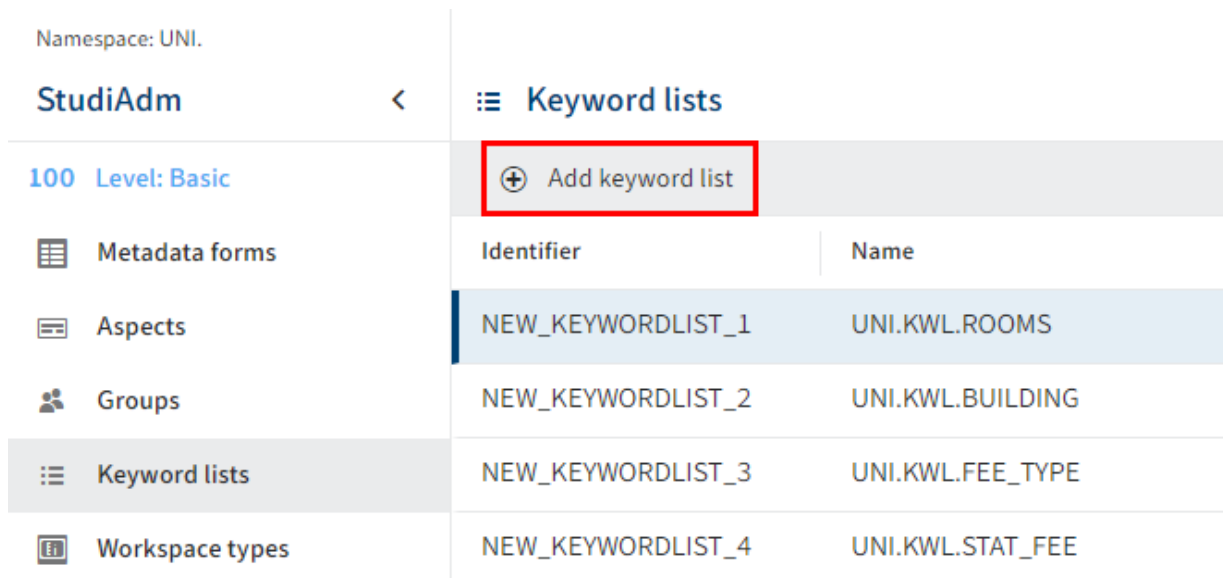 Namespace: UNI.
StudiAdm
Keyword lists
100 Level: Basic
Add keyword list
Metadata forms
Identifier Name
Aspects
NEW_KEYWORDLIST_1 UNI.KWL.ROOMS
Groups
NEW_KEYWORDLIST_2 UNI.KWL.BUILDING
Keyword lists
NEW_KEYWORDLIST_3 UNI.KWL.FEE_TYPE
Workspace types
NEW_KEYWORDLIST_4 UNI.KWL.STAT_FEE